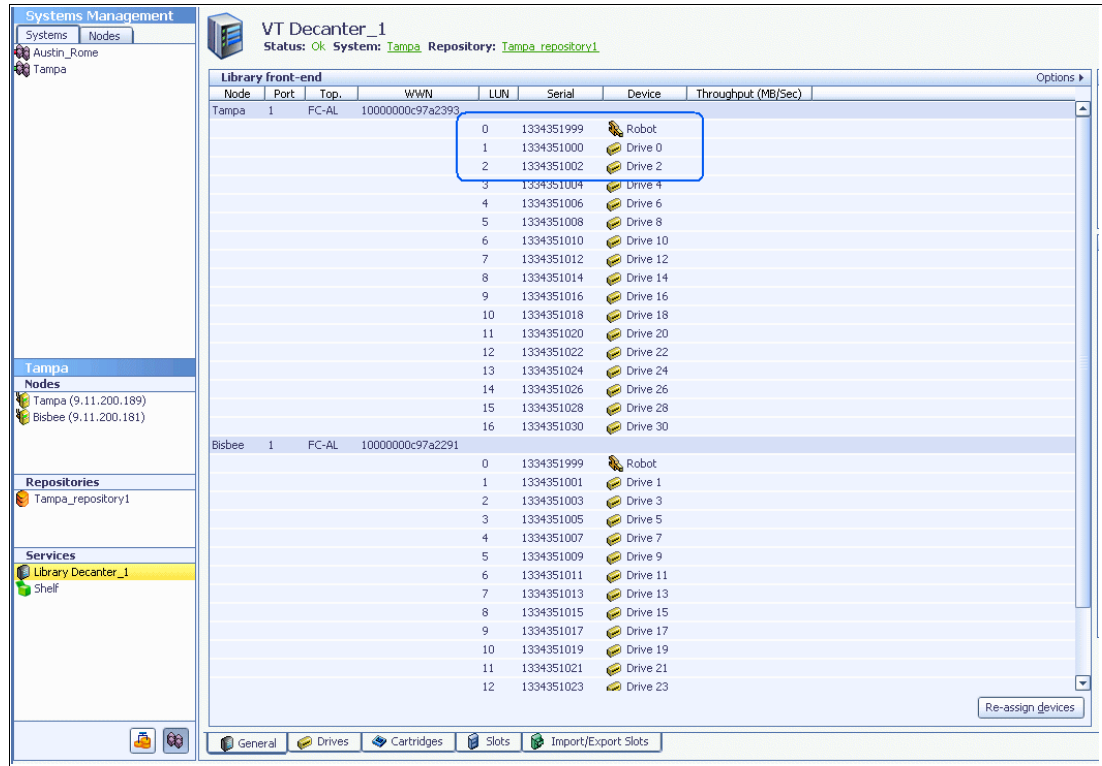 Systems Management
Systems Nodes
Austin_Rome
Tampa
Tampa
Nodes
Tampa (9.11.200.189)
Bisbee (9.11.200.181)
Repositories
Tampa_repository1
Services
Library Decanter_1
Shelf
VT Decanter_1
Status: Ok System: Tampa Repository: Tampa_repository1
Library front-end Options
Node Port Top. WWN LUN Serial Device Throughput (MB/Sec)
Tampa 1 FC-AL 10000000c97a2393
0 1334351999 Robot
1 1334351000 Drive 0
2 1334351002 Drive 2
3 1334351004 Drive 4
4 1334351006 Drive 6
5 1334351008 Drive 8
6 1334351010 Drive 10
7 1334351012 Drive 12
8 1334351014 Drive 14
9 1334351016 Drive 16
10 1334351018 Drive 18
11 1334351020 Drive 20
12 1334351022 Drive 22
13 1334351024 Drive 24
14 1334351026 Drive 26
15 1334351028 Drive 28
16 1334351030 Drive 30
Bisbee 1 FC-AL 10000000c97a2291
0 1334351999 Robot
1 1334351001 Drive 1
2 1334351003 Drive 3
3 1334351005 Drive 5
4 1334351007 Drive 7
5 1334351009 Drive 9
6 1334351011 Drive 11
7 1334351013 Drive 13
8 1334351015 Drive 15
9 1334351017 Drive 17
10 1334351019 Drive 19
11 1334351021 Drive 21
12 1334351023 Drive 23
Re-assign devices
General Drives Cartridges Slots Import/Export Slots